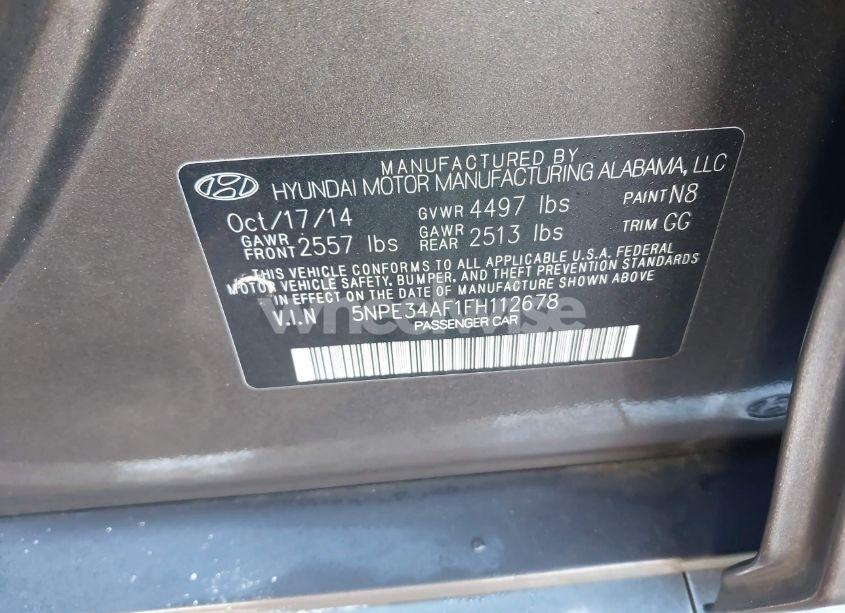 MANUFACTURED BY
HYUNDAI MOTOR MANUFACTURING ALABAMA, LLC
Oct/17/14 GVWR 4497 lbs PAINT N8
GAWR FRONT 2557 lbs GAWR REAR 2513 lbs TRIM GG
THIS VEHICLE CONFORMS TO ALL APPLICABLE U.S.A. FEDERAL
MOTOR VEHICLE SAFETY, BUMPER, AND THEFT PREVENTION STANDARDS
IN EFFECT ON THE DATE OF MANUFACTURE SHOWN ABOVE.
V.I.N 5NPE34AF1FH112678
PASSENGER CAR